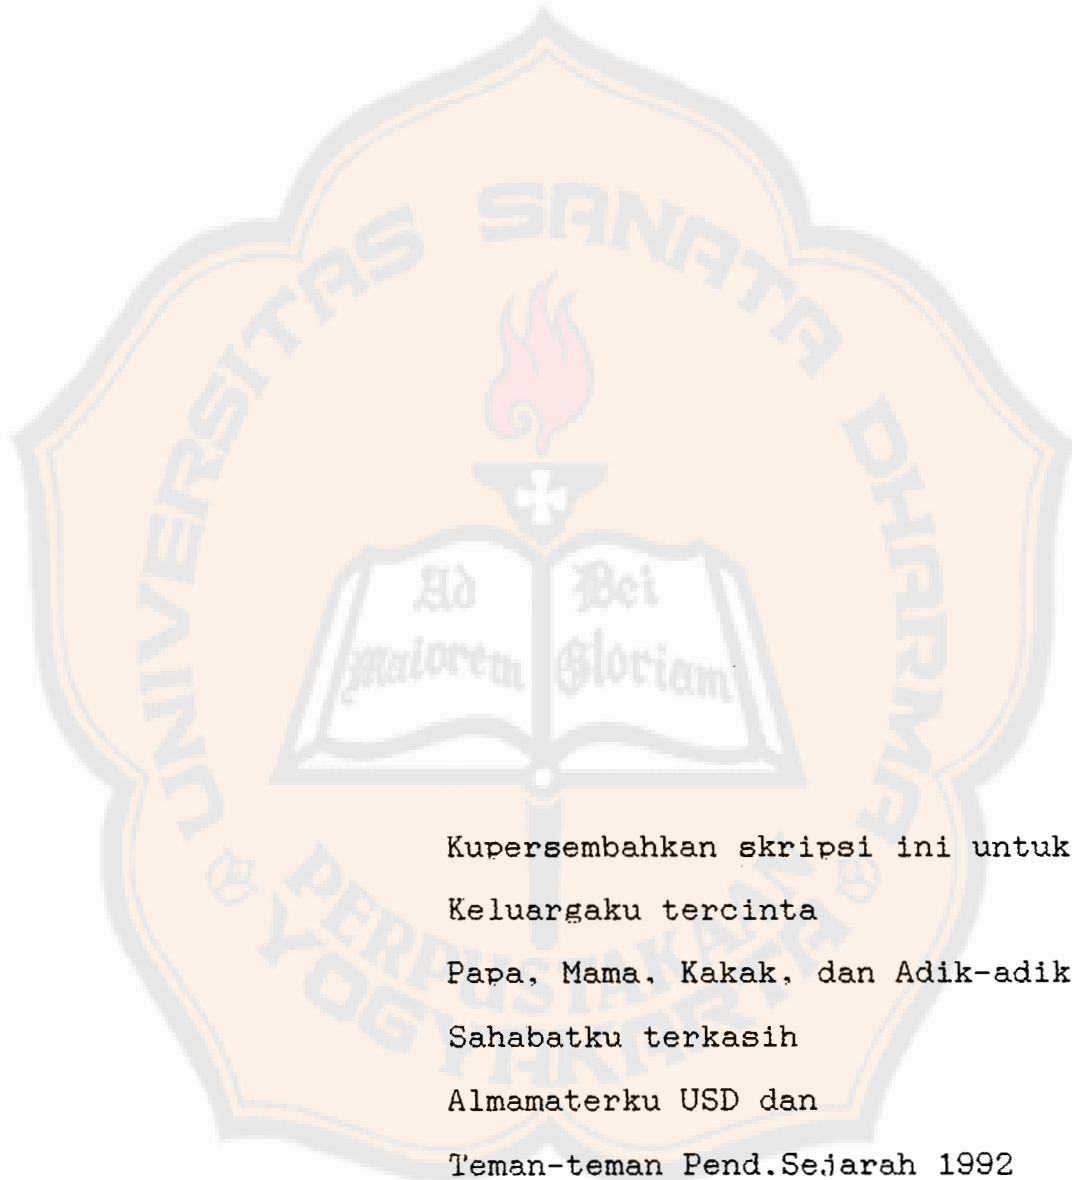 UNIVERSITAS SANATA DHARMA
Ad Dei
maiorem Gloriam
PERPUSTAKAAN
YOGYAKARTA
Kupersembahkan skripsi ini untuk
Keluargaku tercinta
Papa, Mama, Kakak, dan Adik-adik
Sahabatku terkasih
Almamaterku USD dan
Teman-teman Pend.Sejarah 1992